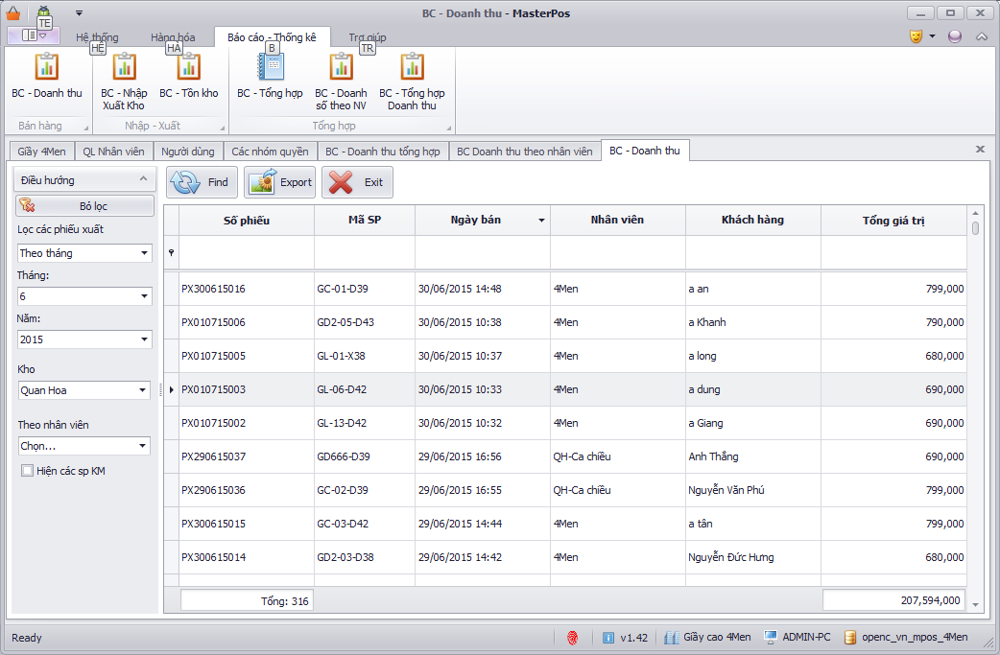 BC - Doanh thu - MasterPos
TE
Hệ thống
Hàng hóa
Báo cáo - Thống kê
Trợ giúp
HỆ
HÀ
B
TR
BC - Doanh thu
BC - Nhập
Xuất Kho
BC - Tồn kho
BC - Tổng hợp
BC - Doanh
số theo NV
BC - Tổng hợp
Doanh thu
Bán hàng
Nhập - Xuất
Tổng hợp
Giầy 4Men
QL Nhân viên
Người dùng
Các nhóm quyền
BC - Doanh thu tổng hợp
BC Doanh thu theo nhân viên
BC - Doanh thu
Điều hướng
Bỏ lọc
Lọc các phiếu xuất
Theo tháng
Tháng:
6
Năm:
2015
Kho
Quan Hoa
Theo nhân viên
Chọn...
Hiện các sp KM
Find
Export
Exit
Số phiếu Mã SP Ngày bán Nhân viên Khách hàng Tổng giá trị
PX300615016 GC-01-D39 30/06/2015 14:48 4Men a an 799,000
PX010715006 GD2-05-D43 30/06/2015 10:38 4Men a Khanh 790,000
PX010715005 GL-01-X38 30/06/2015 10:37 4Men a long 680,000
PX010715003 GL-06-D42 30/06/2015 10:33 4Men a dung 690,000
PX010715002 GL-13-D42 30/06/2015 10:32 4Men a Giang 690,000
PX290615037 GD666-D39 29/06/2015 16:56 QH-Ca chiều Anh Thắng 690,000
PX290615036 GC-02-D39 29/06/2015 16:55 QH-Ca chiều Nguyễn Văn Phú 799,000
PX300615015 GC-03-D42 29/06/2015 14:44 4Men a tân 799,000
PX300615014 GD2-03-D38 29/06/2015 14:42 4Men Nguyễn Đức Hưng 680,000
Tổng: 316 207,594,000
Ready
v1.42
Giầy cao 4Men
ADMIN-PC
openc_vn_mpos_4Men